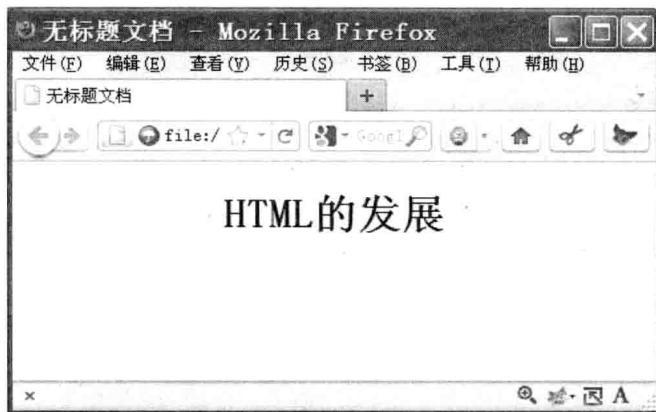 无标题文档 - Mozilla Firefox
文件(F) 编辑(E) 查看(V) 历史(S) 书签(B) 工具(T) 帮助(H)
无标题文档
file:/ Googl
HTML的发展
A